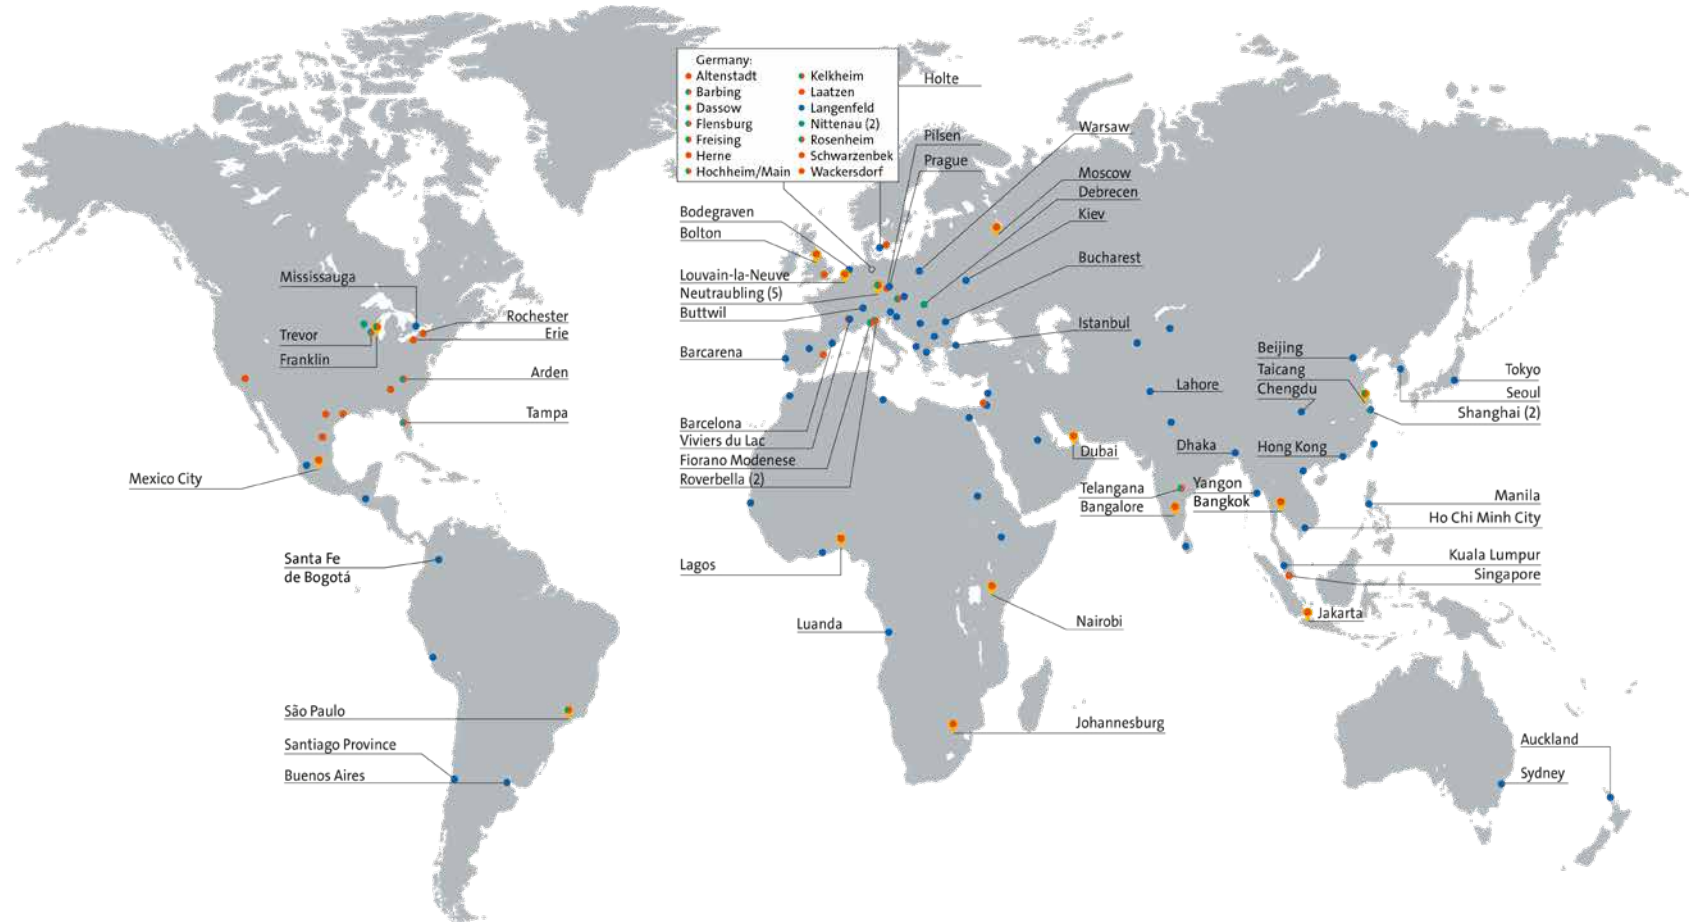 Germany:
Altenstadt
Barbing
Dassow
Flensburg
Freising
Herne
Hochheim/Main
Kelkheim
Laatzen
Langenfeld
Nittenau (2)
Rosenheim
Schwarzenbek
Wackersdorf
Holte
Pilsen
Prague
Warsaw
Moscow
Debrecen
Kiev
Bucharest
Istanbul
Bodegraven
Bolton
Louvain-la-Neuve
Neutraubling (5)
Buttwil
Barcarena
Barcelona
Viviers du Lac
Fiorano Modenese
Roverbella (2)
Mississauga
Trevor
Franklin
Rochester
Erie
Arden
Tampa
Mexico City
Santa Fe
de Bogotá
São Paulo
Santiago Province
Buenos Aires
Lagos
Luanda
Nairobi
Johannesburg
Dubai
Lahore
Dhaka
Telangana
Bangalore
Yangon
Bangkok
Beijing
Taicang
Chengdu
Hong Kong
Tokyo
Seoul
Shanghai (2)
Manila
Ho Chi Minh City
Kuala Lumpur
Singapore
Jakarta
Auckland
Sydney